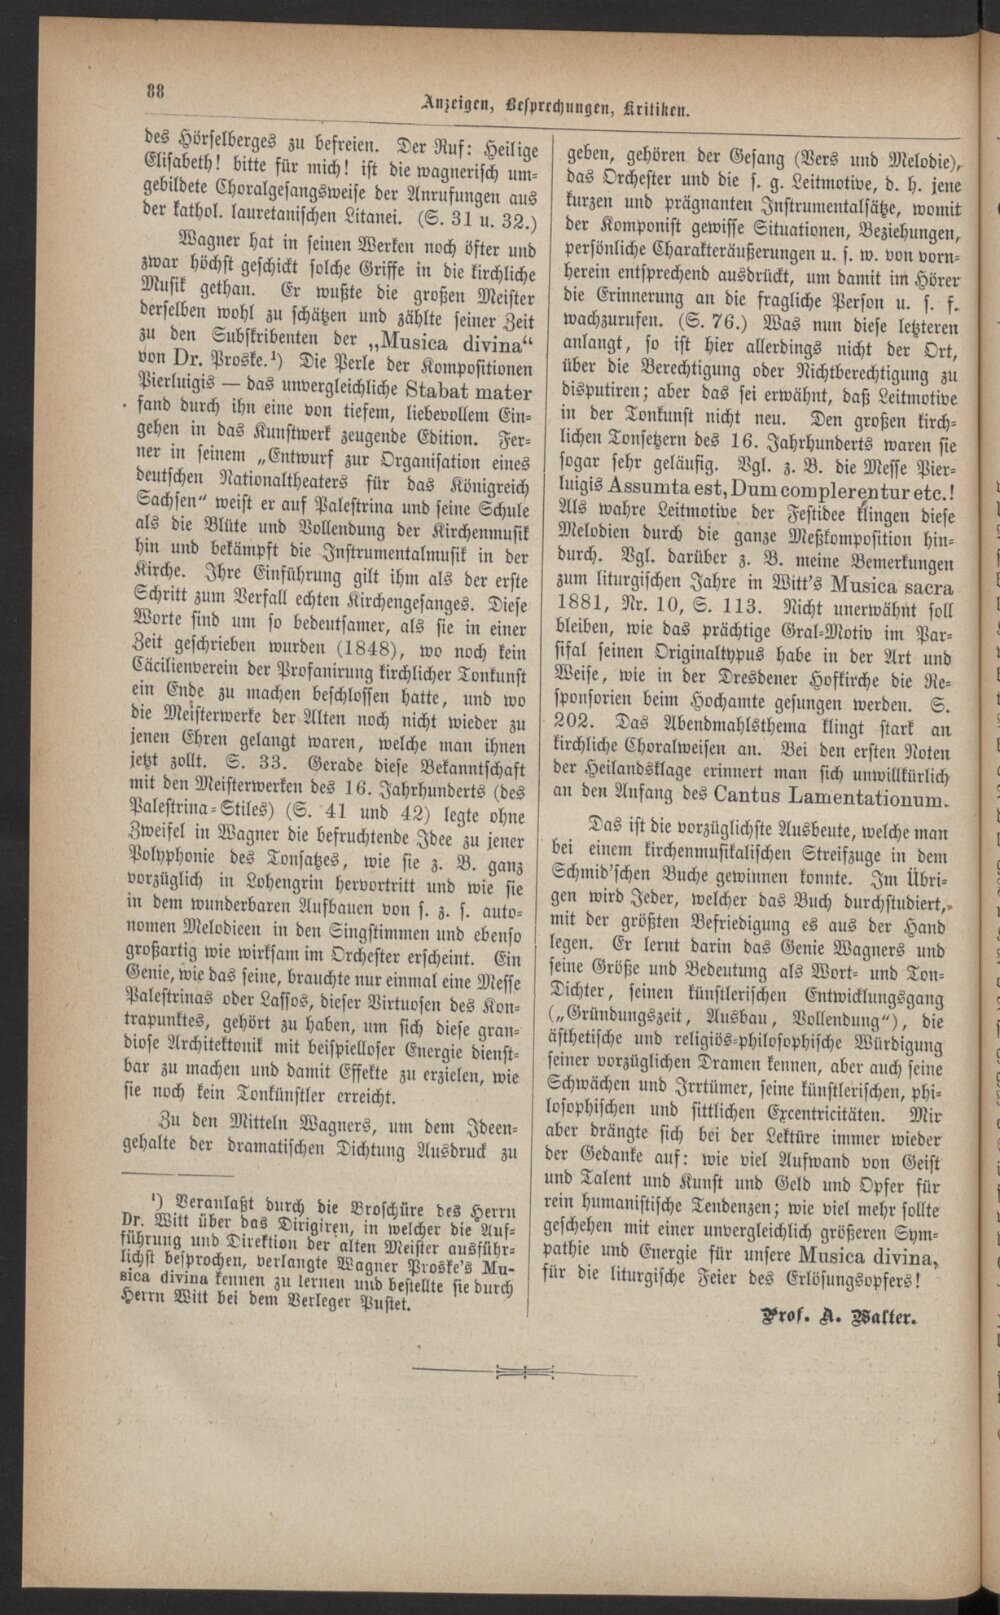 88
Anzeigen, Besprechungen, Kritiken.
des Hörselberges zu befreien. Der Ruf: Heilige
Elisabeth! bitte für mich! ist die wagnerisch um-
gebildete Choralgesangsweise der Anrufungen aus
der kathol. lauretanischen Litanei. (S. 31 u. 32.)
Wagner hat in seinen Werken noch öfter und
zwar höchst geschickt solche Griffe in die kirchliche
Musik gethan. Er wußte die großen Meister
derselben wohl zu schätzen und zählte seiner Zeit
zu den Subskribenten der „Musica divina“
von Dr. Proske.¹) Die Perle der Kompositionen
Pierluigis — das unvergleichliche Stabat mater
fand durch ihn eine von tiefem, liebevollem Ein-
gehen in das Kunstwerk zeugende Edition. Fer-
ner in seinem „Entwurf zur Organisation eines
deutschen Nationaltheaters für das Königreich
Sachsen“ weist er auf Palestrina und seine Schule
als die Blüte und Vollendung der Kirchenmusik
hin und bekämpft die Instrumentalmusik in der
Kirche. Ihre Einführung gilt ihm als der erste
Schritt zum Verfall echten Kirchengesanges. Diese
Worte sind um so bedeutsamer, als sie in einer
Zeit geschrieben wurden (1848), wo noch kein
Cäcilienverein der Profanirung kirchlicher Tonkunst
ein Ende zu machen beschlossen hatte, und wo
die Meisterwerke der Alten noch nicht wieder zu
jenen Ehren gelangt waren, welche man ihnen
jetzt zollt. S. 33. Gerade diese Bekanntschaft
mit den Meisterwerken des 16. Jahrhunderts (des
Palestrina-Stiles) (S. 41 und 42) legte ohne
Zweifel in Wagner die befruchtende Idee zu jener
Polyphonie des Tonsatzes, wie sie z. B. ganz
vorzüglich in Lohengrin hervortritt und wie sie
in dem wunderbaren Aufbauen von s. z. s. auto-
nomen Melodieen in den Singstimmen und ebenso
großartig wie wirksam im Orchester erscheint. Ein
Genie, wie das seine, brauchte nur einmal eine Messe
Palestrinas oder Lassos, dieser Virtuosen des Kon-
trapunktes, gehört zu haben, um sich diese gran-
diose Architektonik mit beispielloser Energie dienst-
bar zu machen und damit Effekte zu erzielen, wie
sie noch kein Tonkünstler erreicht.
Zu den Mitteln Wagners, um dem Ideen-
gehalte der dramatischen Dichtung Ausdruck zu
¹) Veranlaßt durch die Broschüre des Herrn
Dr. Witt über das Dirigiren, in welcher die Auf-
führung und Direktion der alten Meister ausführ-
lichst besprochen, verlangte Wagner Proske's Mu-
sica divina kennen zu lernen und bestellte sie durch
Herrn Witt bei dem Verleger Pustet.
geben, gehören der Gesang (Vers und Melodie),
das Orchester und die s. g. Leitmotive, d. h. jene
kurzen und prägnanten Instrumentalsätze, womit
der Komponist gewisse Situationen, Beziehungen,
persönliche Charakteräußerungen u. s. w. von vorn-
herein entsprechend ausdrückt, um damit im Hörer
die Erinnerung an die fragliche Person u. s. f.
wachzurufen. (S. 76.) Was nun diese letzteren
anlangt, so ist hier allerdings nicht der Ort,
über die Berechtigung oder Nichtberechtigung zu
disputiren; aber das sei erwähnt, daß Leitmotive
in der Tonkunst nicht neu. Den großen kirch-
lichen Tonsetzern des 16. Jahrhunderts waren sie
sogar sehr geläufig. Vgl. z. B. die Messe Pier-
luigis Assumta est, Dum complerentur etc.!
Als wahre Leitmotive der Festidee klingen diese
Melodien durch die ganze Meßkomposition hin-
durch. Vgl. darüber z. B. meine Bemerkungen
zum liturgischen Jahre in Witt's Musica sacra
1881, Nr. 10, S. 113. Nicht unerwähnt soll
bleiben, wie das prächtige Gral-Motiv im Par-
sifal seinen Originaltypus habe in der Art und
Weise, wie in der Dresdener Hofkirche die Re-
sponsorien beim Hochamte gesungen werden. S.
202. Das Abendmahlsthema klingt stark an
kirchliche Choralweisen an. Bei den ersten Noten
der Heilandsklage erinnert man sich unwillkürlich
an den Anfang des Cantus Lamentationum.
Das ist die vorzüglichste Ausbeute, welche man
bei einem kirchenmusikalischen Streifzuge in dem
Schmid'schen Buche gewinnen konnte. Im Übri-
gen wird Jeder, welcher das Buch durchstudiert,
mit der größten Befriedigung es aus der Hand
legen. Er lernt darin das Genie Wagners und
seine Größe und Bedeutung als Wort- und Ton-
Dichter, seinen künstlerischen Entwicklungsgang
(„Gründungszeit, Ausbau, Vollendung“), die
ästhetische und religiös-philosophische Würdigung
seiner vorzüglichen Dramen kennen, aber auch seine
Schwächen und Irrtümer, seine künstlerischen, phi-
losophischen und sittlichen Excentricitäten. Mir
aber drängte sich bei der Lektüre immer wieder
der Gedanke auf: wie viel Aufwand von Geist
und Talent und Kunst und Geld und Opfer für
rein humanistische Tendenzen; wie viel mehr sollte
geschehen mit einer unvergleichlich größeren Sym-
pathie und Energie für unsere Musica divina,
für die liturgische Feier des Erlösungsopfers!
Prof. A. Walter.